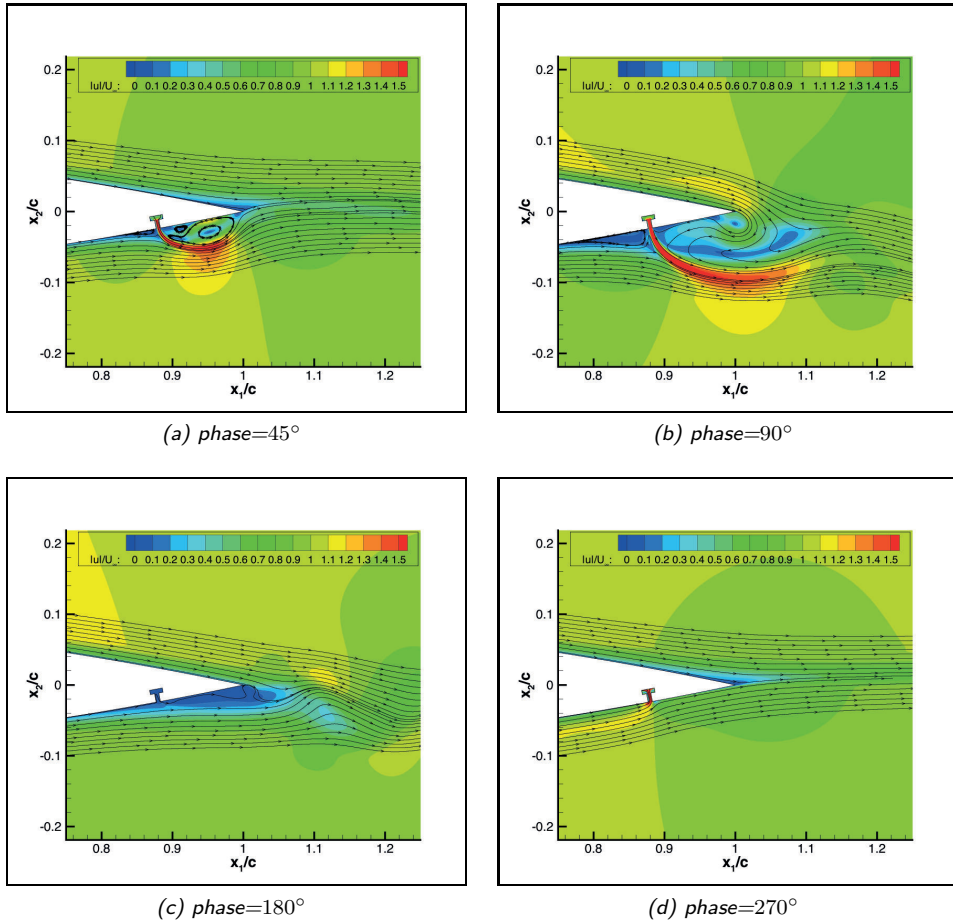 0.2
0.1
0
-0.1
-0.2
x₂/c
|u|/U_∞: 0 0.1 0.2 0.3 0.4 0.5 0.6 0.7 0.8 0.9 1 1.1 1.2 1.3 1.4 1.5
0.8 0.9 1 1.1 1.2
x₁/c
(a) phase=45°
0.2
0.1
0
-0.1
-0.2
x₂/c
|u|/U_∞: 0 0.1 0.2 0.3 0.4 0.5 0.6 0.7 0.8 0.9 1 1.1 1.2 1.3 1.4 1.5
0.8 0.9 1 1.1 1.2
x₁/c
(b) phase=90°
0.2
0.1
0
-0.1
-0.2
x₂/c
|u|/U_∞: 0 0.1 0.2 0.3 0.4 0.5 0.6 0.7 0.8 0.9 1 1.1 1.2 1.3 1.4 1.5
0.8 0.9 1 1.1 1.2
x₁/c
(c) phase=180°
0.2
0.1
0
-0.1
-0.2
x₂/c
|u|/U_∞: 0 0.1 0.2 0.3 0.4 0.5 0.6 0.7 0.8 0.9 1 1.1 1.2 1.3 1.4 1.5
0.8 0.9 1 1.1 1.2
x₁/c
(d) phase=270°